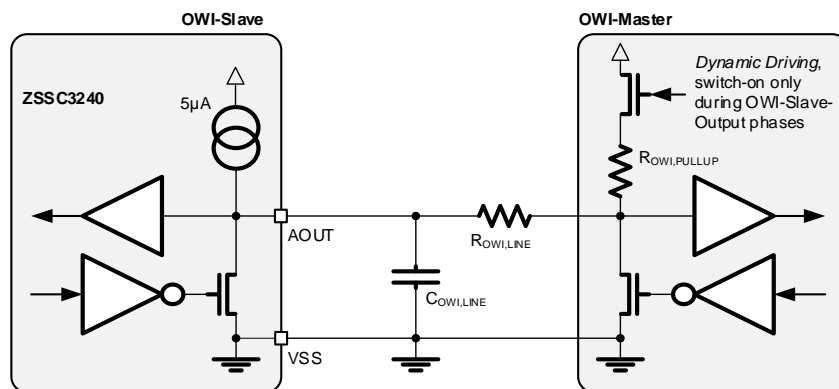 OWI-Slave
OWI-Master
ZSSC3240
5µA
Dynamic Driving,
switch-on only
during OWI-Slave-
Output phases
ROWI,PULLUP
AOUT
ROWI,LINE
COWI,LINE
VSS